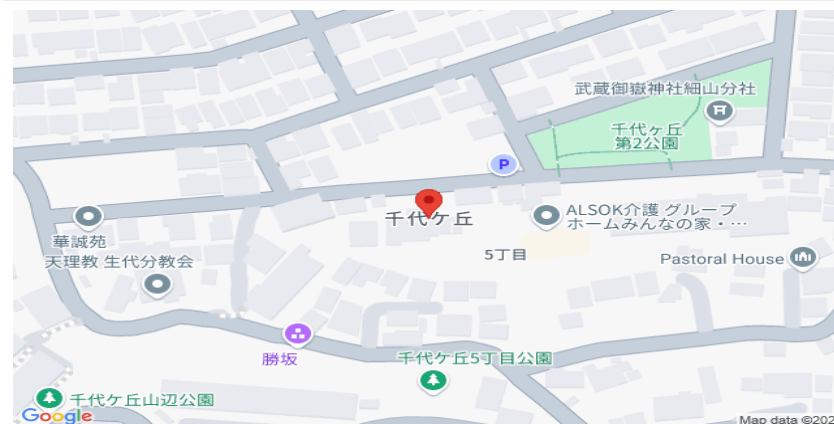 武蔵御嶽神社細山分社
千代ヶ丘
第2公園
P
千代ケ丘
ALSOK介護 グループ
ホームみんなの家・…
華誠苑
天理教 生代分教会
5丁目
Pastoral House
勝坂
千代ケ丘5丁目公園
千代ケ丘山辺公園
Google
Map data ©202